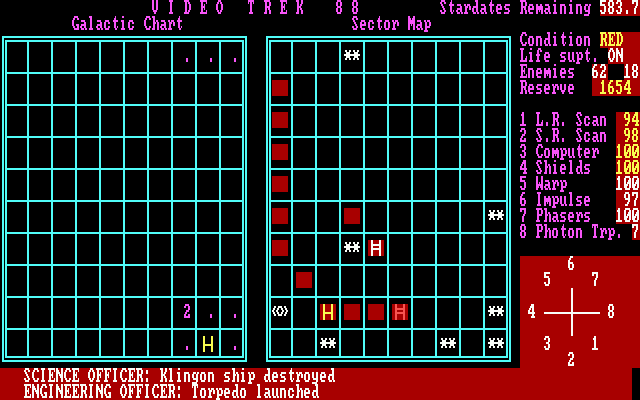 V I D E O  T R E K  8 8
Stardates Remaining 583.7
Galactic Chart
Sector Map
. . .
**
Condition RED
Life supt. ON
Enemies 62 18
Reserve 1654
1 L.R. Scan 94
2 S.R. Scan 98
3 Computer 100
4 Shields 100
5 Warp 100
6 Impulse 97
7 Phasers 100
8 Photon Trp. 7
**
** H
6
5 7
4 8
3 1
2
2 . .
. H .
<O> H H **
** ** **
SCIENCE OFFICER: Klingon ship destroyed
ENGINEERING OFFICER: Torpedo launched